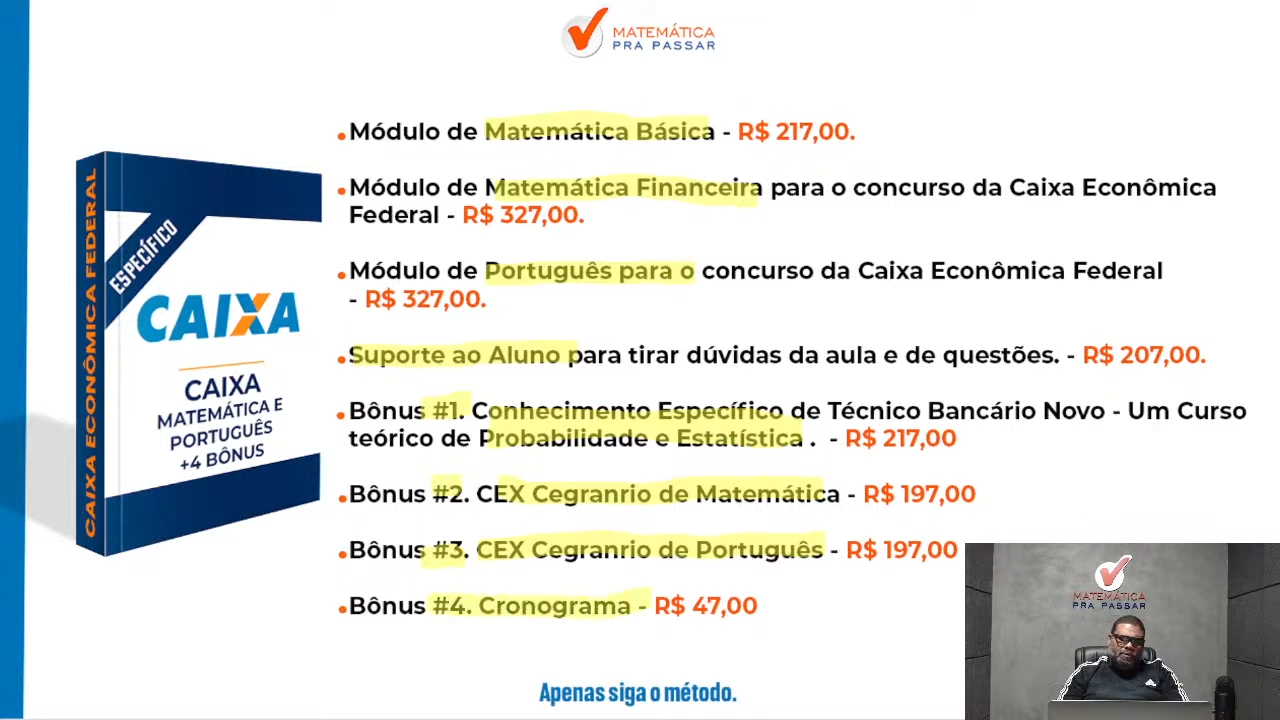 MATEMÁTICA
PRA PASSAR
• Módulo de Matemática Básica - R$ 217,00.
• Módulo de Matemática Financeira para o concurso da Caixa Econômica
Federal - R$ 327,00.
• Módulo de Português para o concurso da Caixa Econômica Federal
- R$ 327,00.
• Suporte ao Aluno para tirar dúvidas da aula e de questões. - R$ 207,00.
• Bônus #1. Conhecimento Específico de Técnico Bancário Novo - Um Curso
teórico de Probabilidade e Estatística . - R$ 217,00
• Bônus #2. CEX Cegranrio de Matemática - R$ 197,00
• Bônus #3. CEX Cegranrio de Português - R$ 197,00
• Bônus #4. Cronograma - R$ 47,00
CAIXA ECONÔMICA FEDERAL
ESPECÍFICO
CAIXA
CAIXA
MATEMÁTICA E
PORTUGUÊS
+4 BÔNUS
MATEMÁTICA
PRA PASSAR
Apenas siga o método.